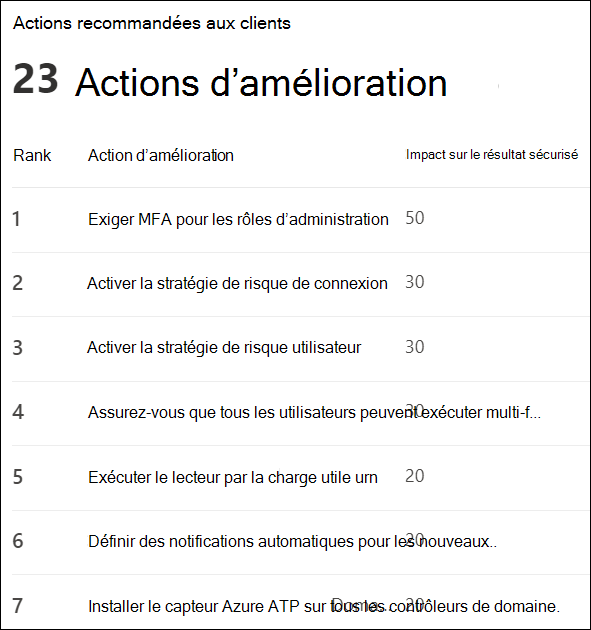 Actions recommandées aux clients
23 Actions d’amélioration
Rank Action d’amélioration Impact sur le résultat sécurisé
1 Exiger MFA pour les rôles d’administration 50
2 Activer la stratégie de risque de connexion 30
3 Activer la stratégie de risque utilisateur 30
4 Assurez-vous que tous les utilisateurs peuvent exécuter multi-f... 30
5 Exécuter le lecteur par la charge utile urn 20
6 Définir des notifications automatiques pour les nouveaux.. 20
7 Installer le capteur Azure ATP sur tous les contrôleurs de domaine. Doma... 20